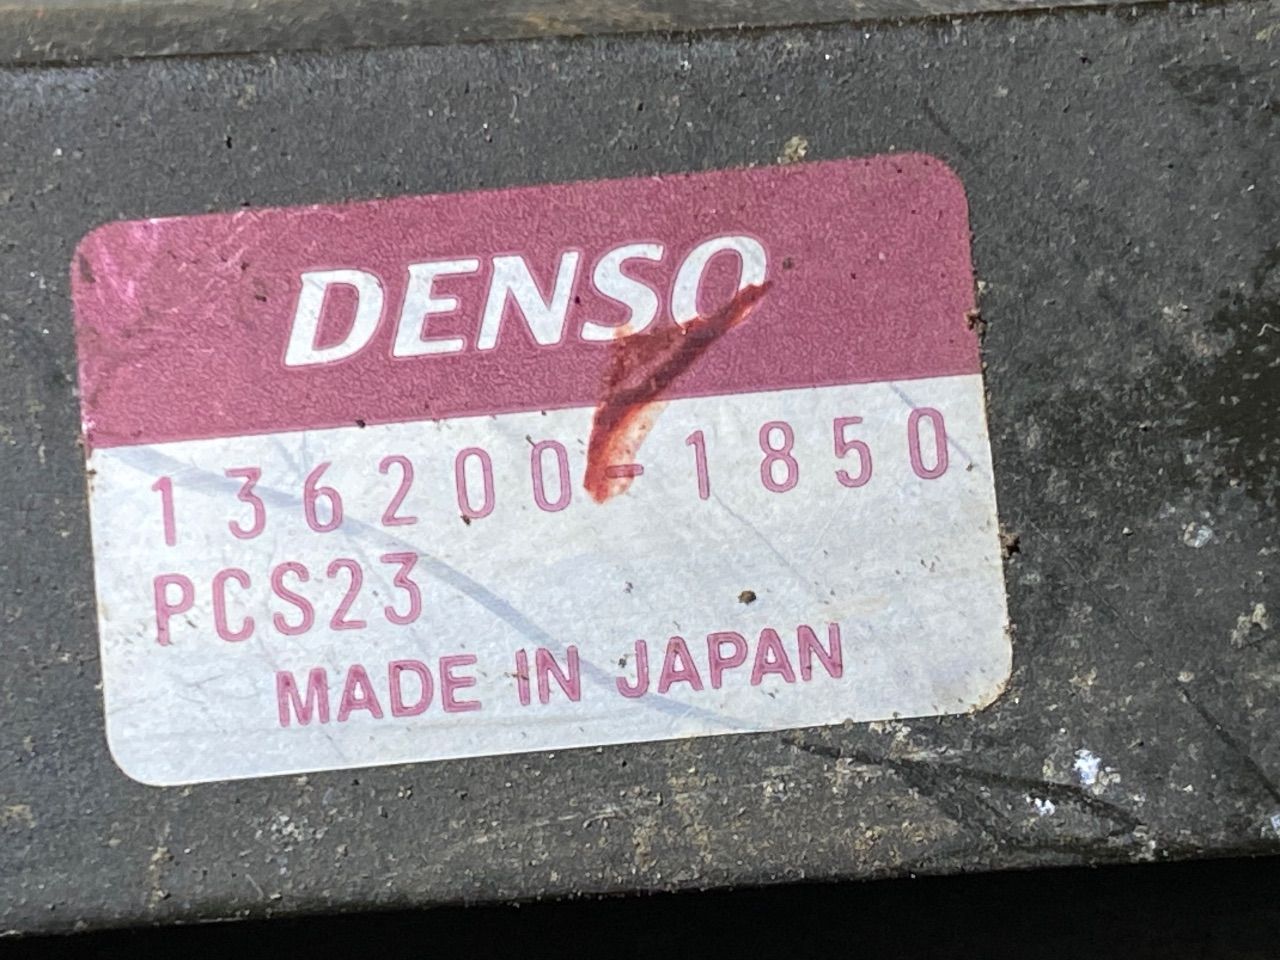 DENSO
136200-1850
PCS23
MADE IN JAPAN